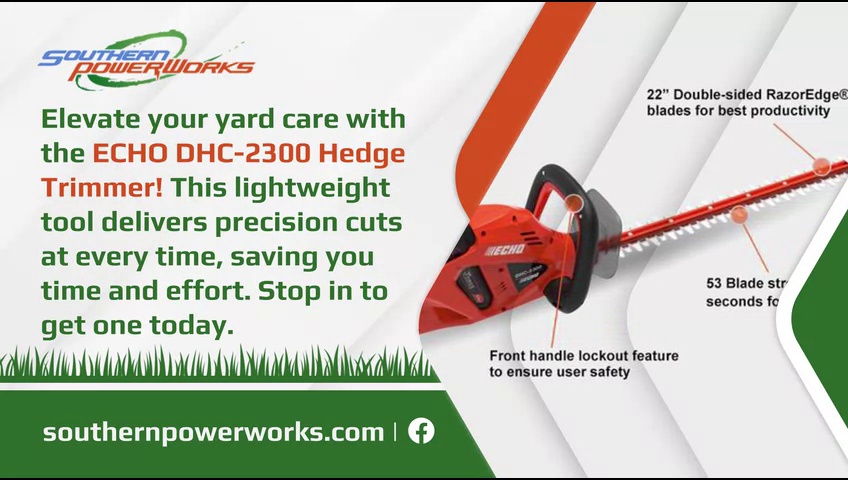 SOUTHERN
POWERWORKS
Elevate your yard care with
the ECHO DHC-2300 Hedge
Trimmer! This lightweight
tool delivers precision cuts
at every time, saving you
time and effort. Stop in to
get one today.
southernpowerworks.com |
22” Double-sided RazorEdge®
blades for best productivity
ECHO
DHC-2300
53 Blade str
seconds fo
Front handle lockout feature
to ensure user safety